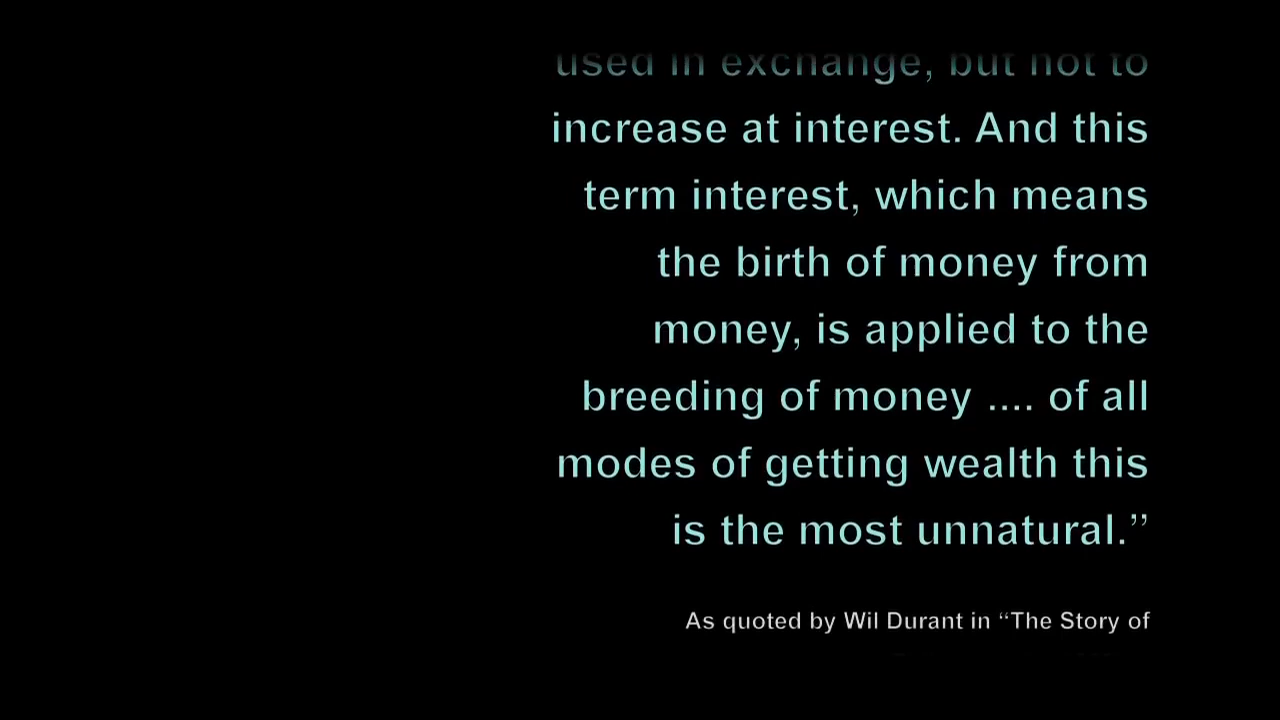 used in exchange, but not to
increase at interest. And this
term interest, which means
the birth of money from
money, is applied to the
breeding of money .... of all
modes of getting wealth this
is the most unnatural.”
As quoted by Wil Durant in “The Story of